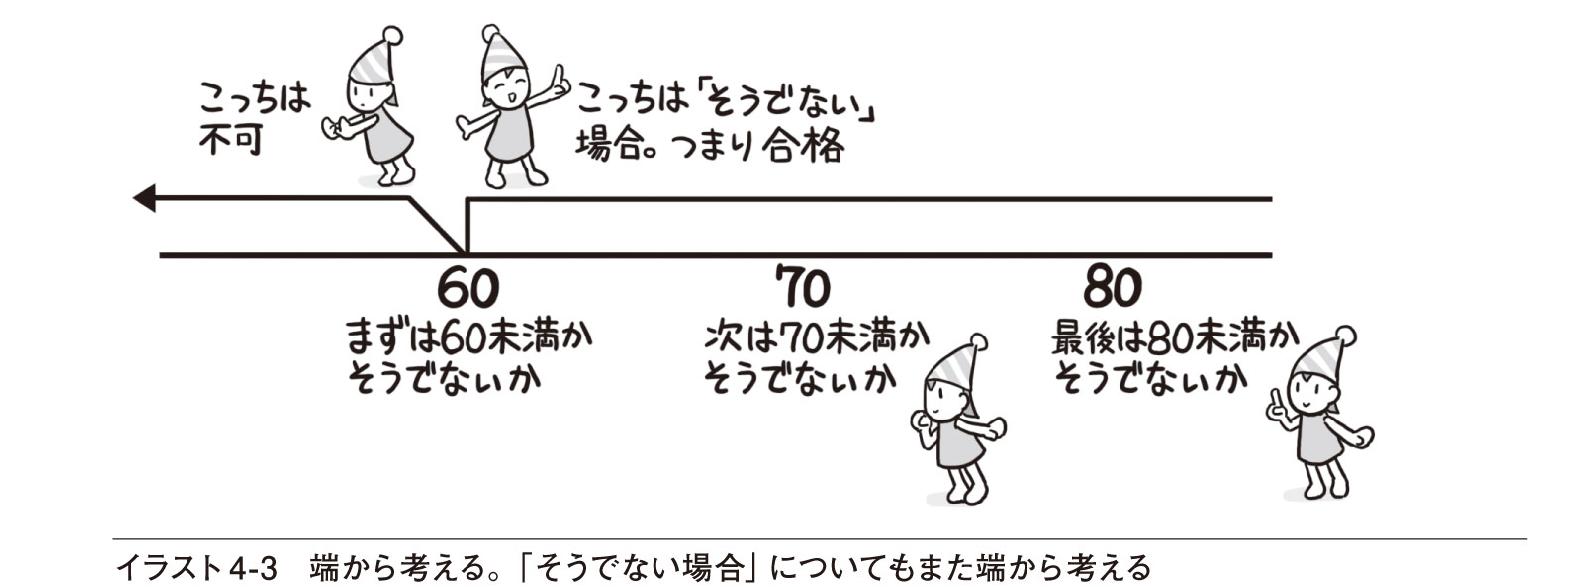 こっちは
不可
こっちは「そうでない」
場合。つまり合格
60
70
80
まずは60未満か
そうでないか
次は70未満か
そうでないか
最後は80未満か
そうでないか
イラスト4-3　端から考える。「そうでない場合」についてもまた端から考える